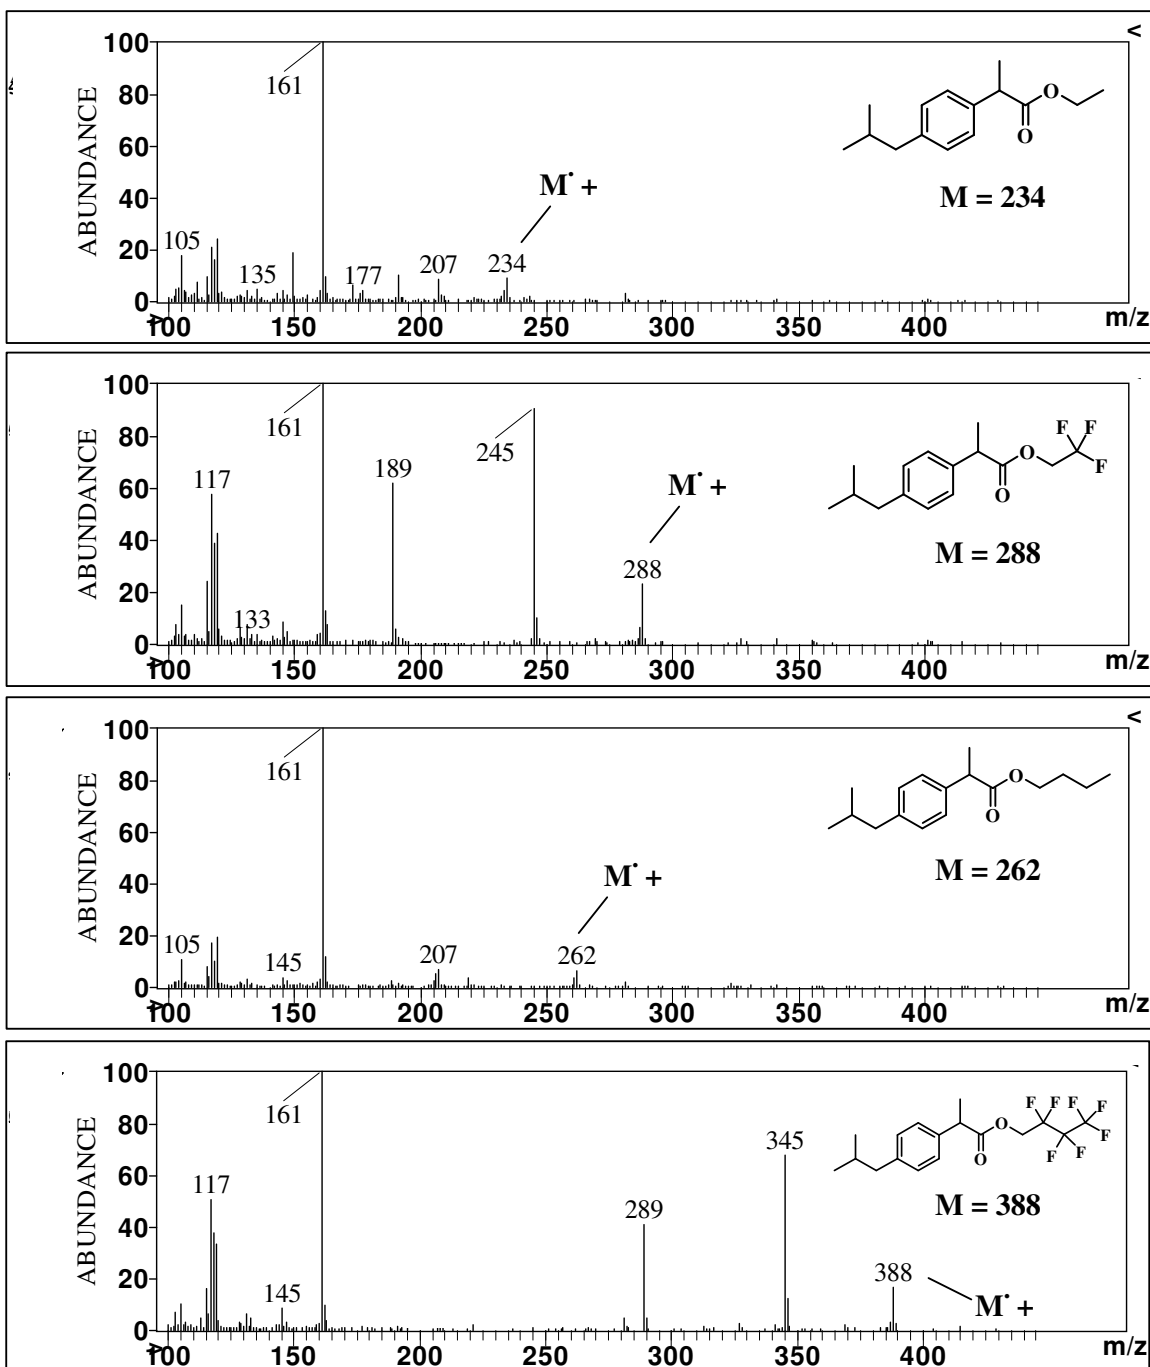 <
100
161
80
60
ABUNDANCE
M• +
O
O
M = 234
40
20
105
135
177
207
234
0
100 150 200 250 300 350 400 m/z
100
161
80
245
F F
F
O
O
60
117
189
M• +
M = 288
ABUNDANCE
40
288
20
133
0
100 150 200 250 300 350 400 m/z
<
100
161
80
O
O
60
ABUNDANCE
M• +
M = 262
40
20
105
145
207
262
0
100 150 200 250 300 350 400 m/z
100
161
80
345
F F F F
F
F F
O
O
60
117
289
M = 388
ABUNDANCE
40
388
20
145
M• +
0
100 150 200 250 300 350 400 m/z